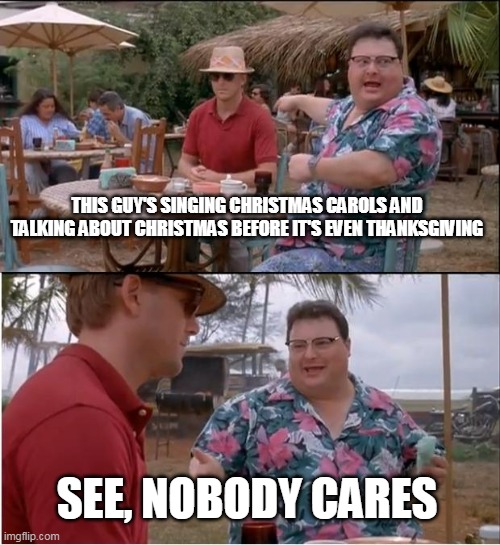 THIS GUY'S SINGING CHRISTMAS CAROLS AND
TALKING ABOUT CHRISTMAS BEFORE IT'S EVEN THANKSGIVING
SEE, NOBODY CARES
imgflip.com